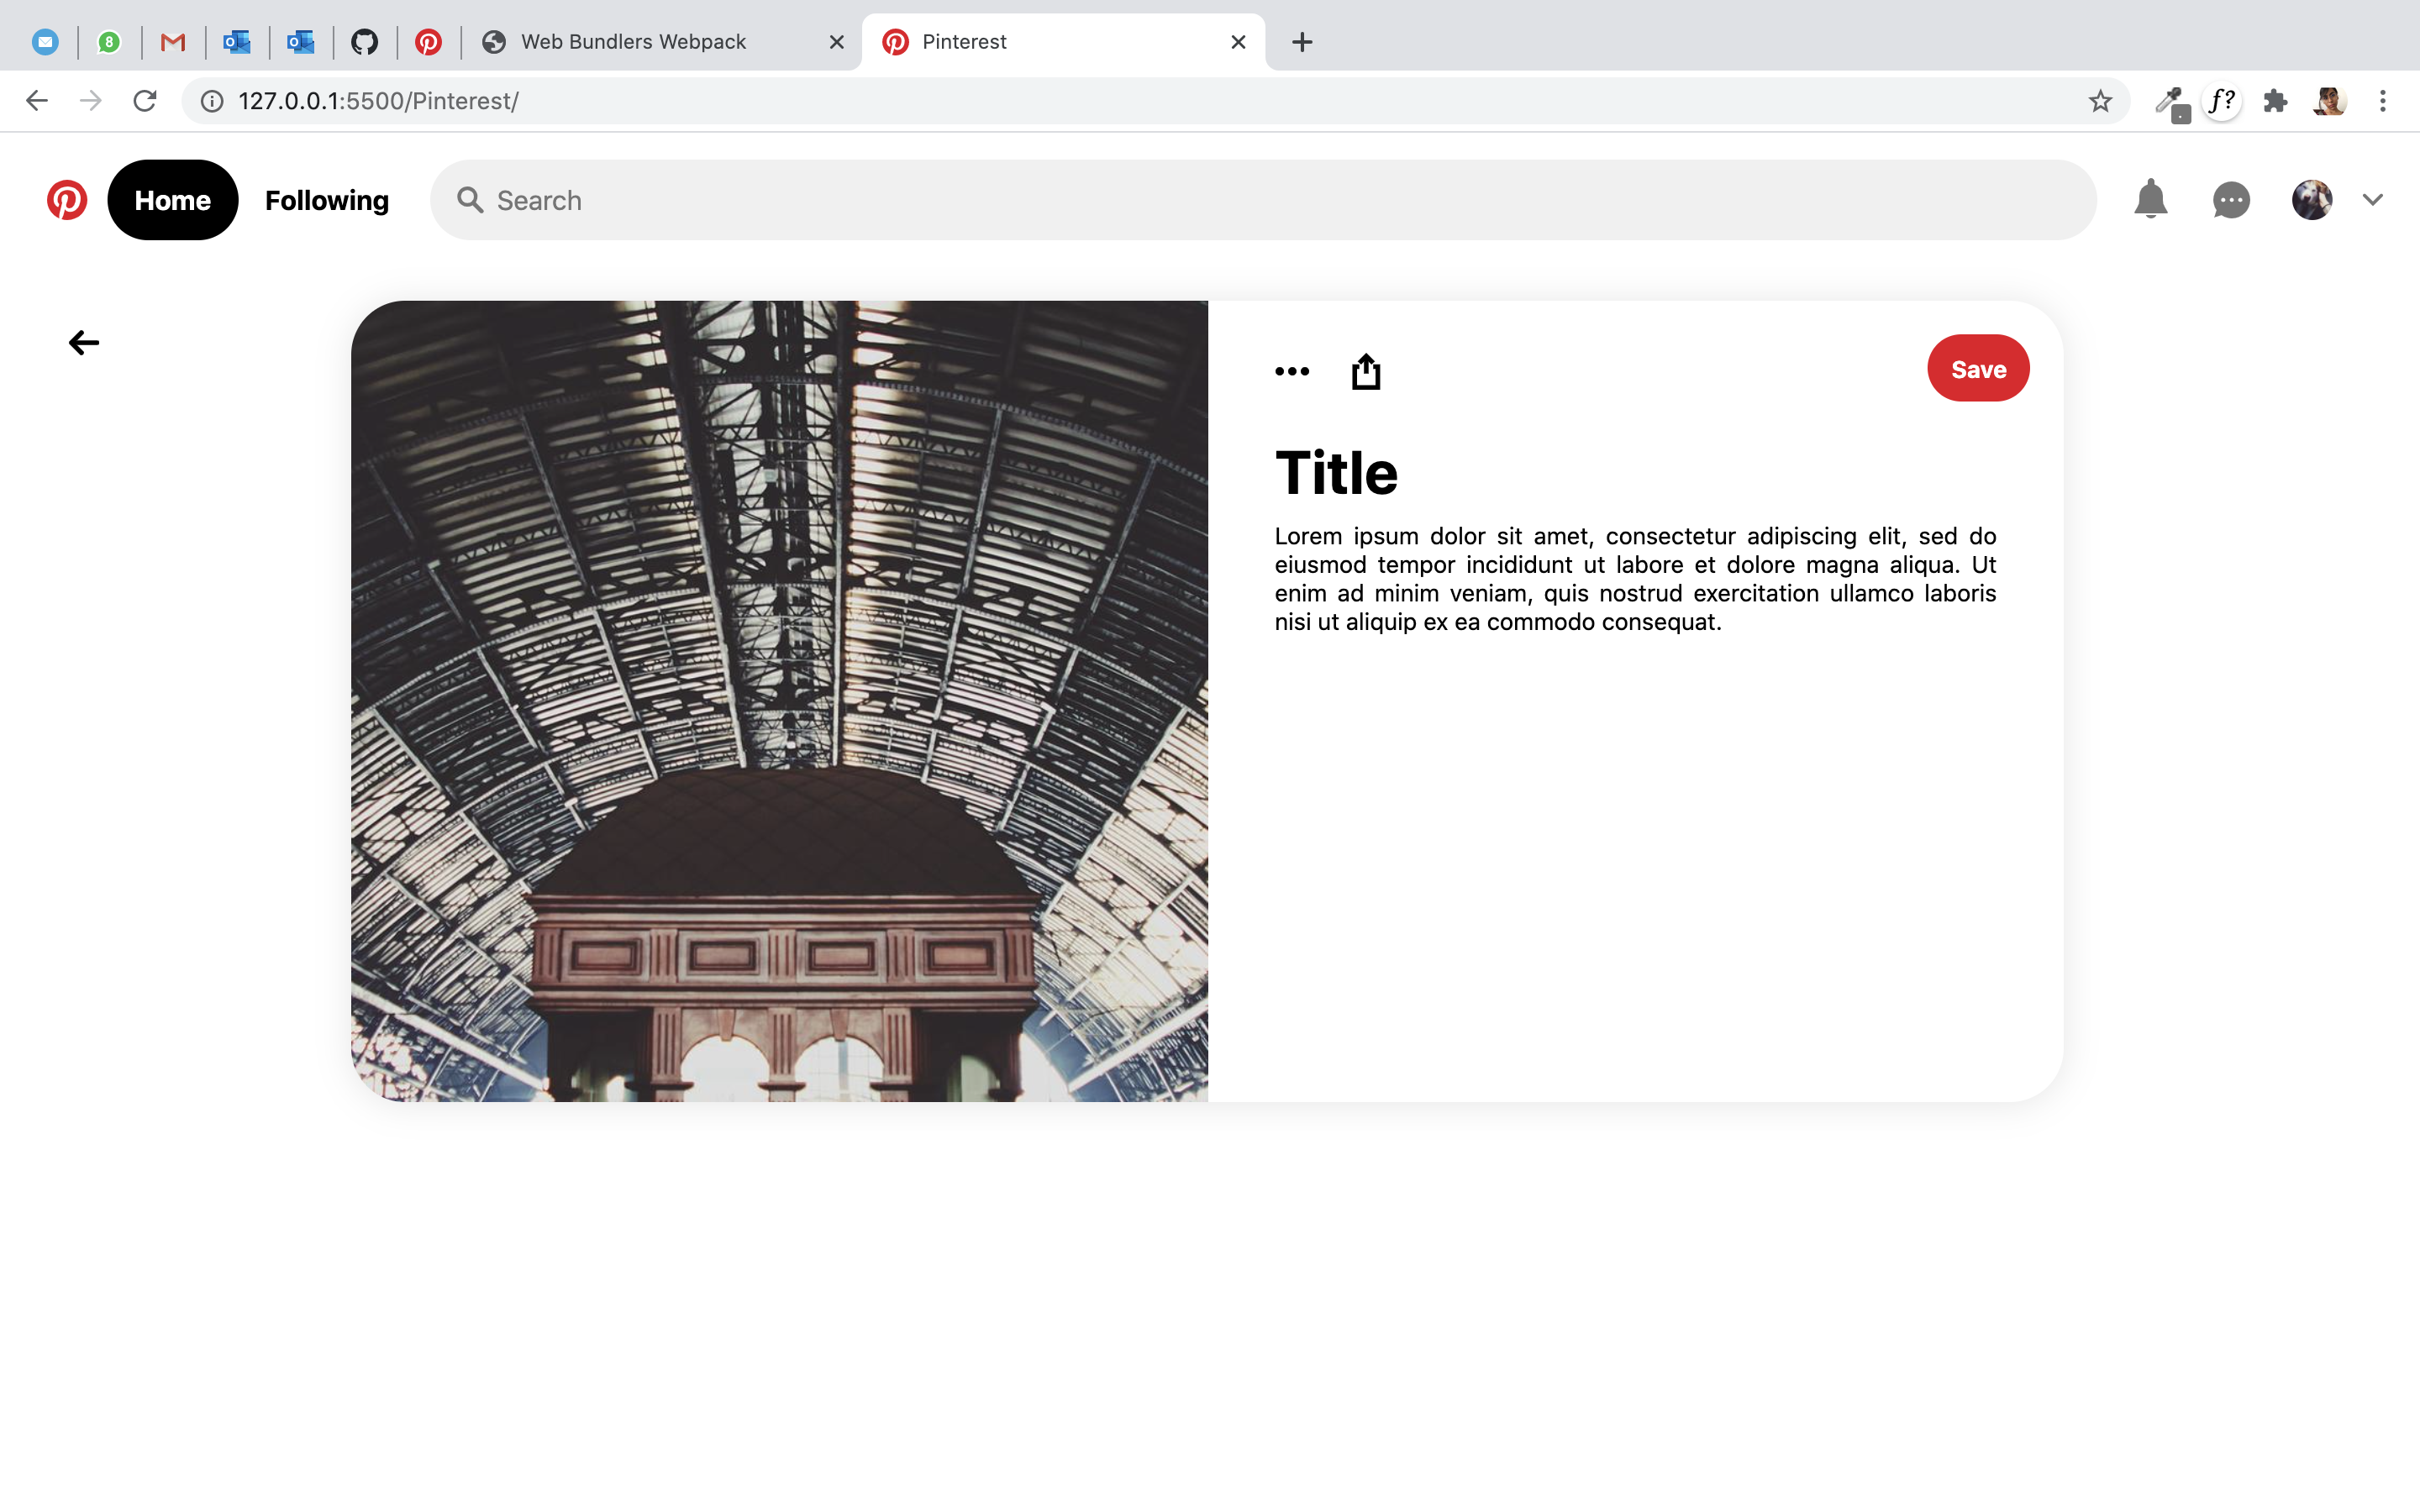 8
Web Bundlers Webpack
Pinterest
127.0.0.1:5500/Pinterest/
f?
Home
Following
Search
Save
Title
Lorem ipsum dolor sit amet, consectetur adipiscing elit, sed do
eiusmod tempor incididunt ut labore et dolore magna aliqua. Ut
enim ad minim veniam, quis nostrud exercitation ullamco laboris
nisi ut aliquip ex ea commodo consequat.